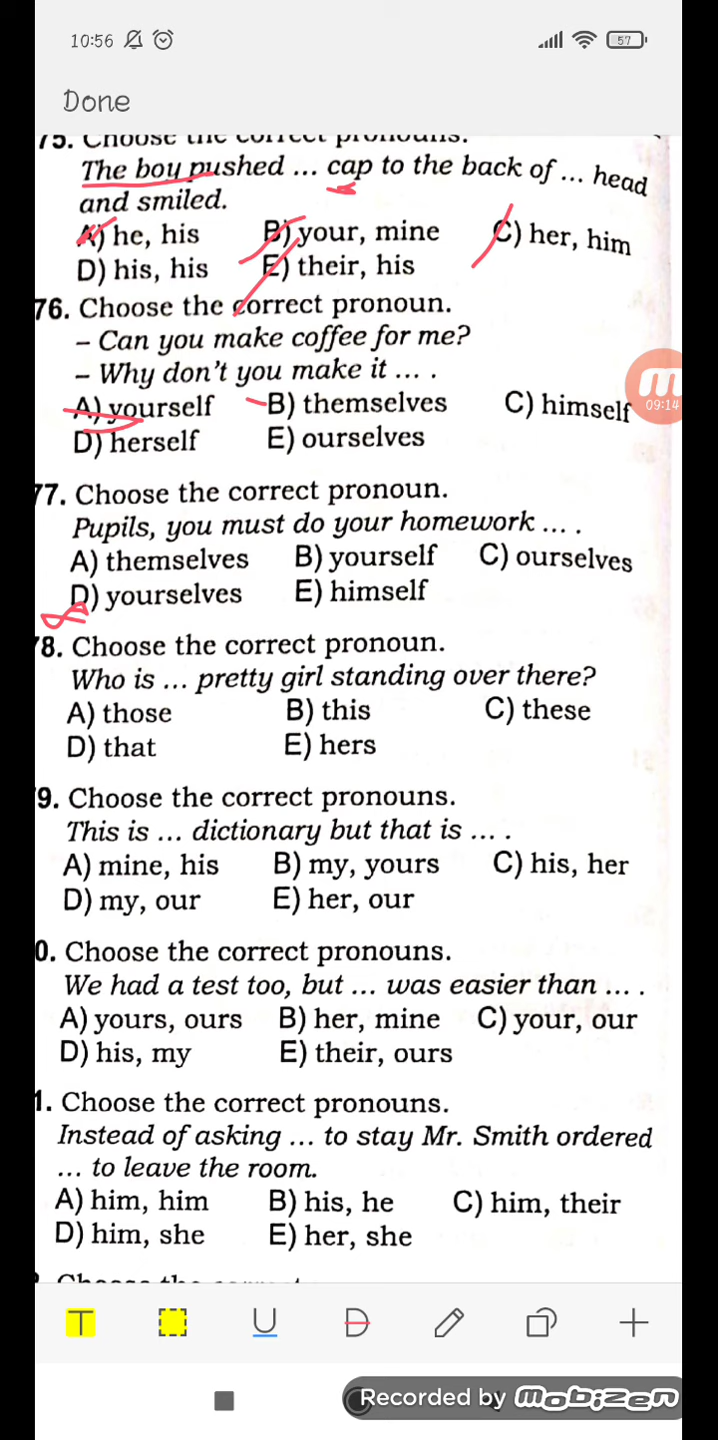 10:56
57
Done
75. Choose the correct pronouns.
The boy pushed ... cap to the back of ... head
and smiled.
A) he, his B) your, mine C) her, him
D) his, his E) their, his
76. Choose the correct pronoun.
– Can you make coffee for me?
– Why don't you make it ... .
A) yourself B) themselves C) himself
D) herself E) ourselves
77. Choose the correct pronoun.
Pupils, you must do your homework ... .
A) themselves B) yourself C) ourselves
D) yourselves E) himself
78. Choose the correct pronoun.
Who is ... pretty girl standing over there?
A) those B) this C) these
D) that E) hers
9. Choose the correct pronouns.
This is ... dictionary but that is ... .
A) mine, his B) my, yours C) his, her
D) my, our E) her, our
0. Choose the correct pronouns.
We had a test too, but ... was easier than ... .
A) yours, ours B) her, mine C) your, our
D) his, my E) their, ours
1. Choose the correct pronouns.
Instead of asking ... to stay Mr. Smith ordered
... to leave the room.
A) him, him B) his, he C) him, their
D) him, she E) her, she
m
09:14
T U D
Recorded by mobizen